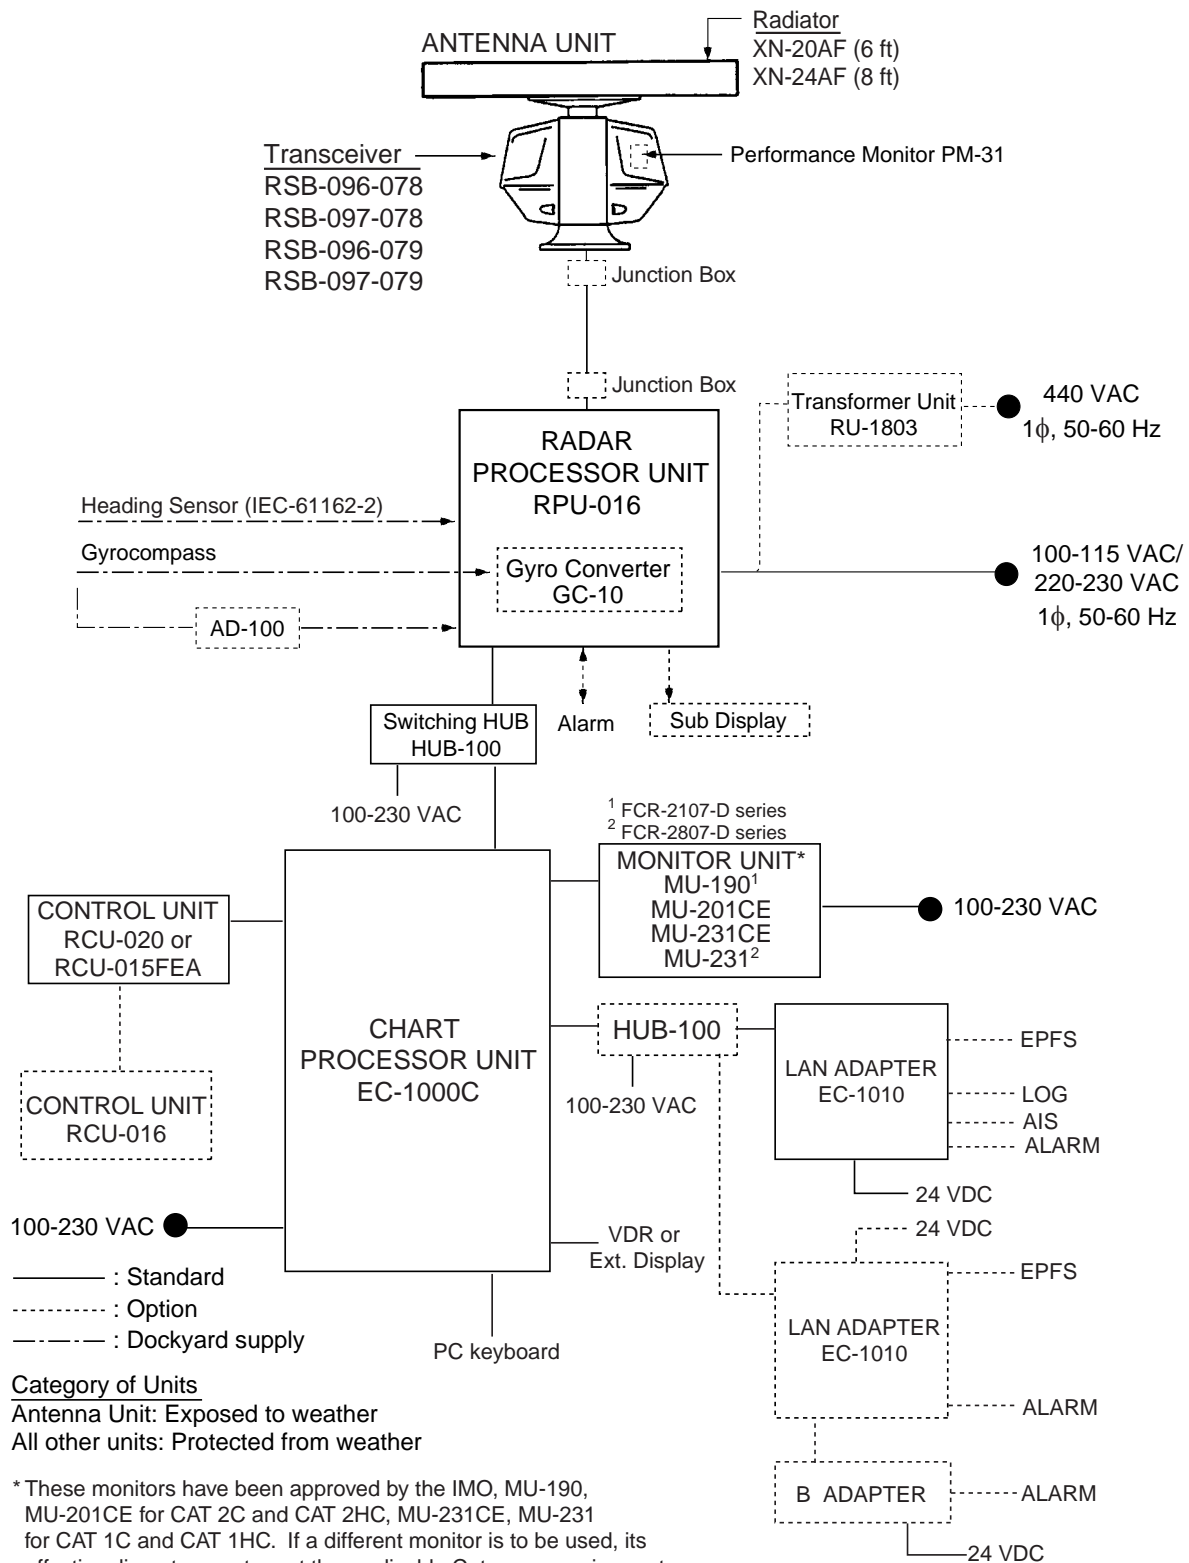 ANTENNA UNIT
Radiator
XN-20AF (6 ft)
XN-24AF (8 ft)
Transceiver
RSB-096-078
RSB-097-078
RSB-096-079
RSB-097-079
Performance Monitor PM-31
Junction Box
Junction Box
RADAR
PROCESSOR UNIT
RPU-016
Transformer Unit
RU-1803
440 VAC
1ϕ, 50-60 Hz
Heading Sensor (IEC-61162-2)
Gyrocompass
Gyro Converter
GC-10
AD-100
100-115 VAC/
220-230 VAC
1ϕ, 50-60 Hz
Switching HUB
HUB-100
Alarm
Sub Display
100-230 VAC
1 FCR-2107-D series
2 FCR-2807-D series
MONITOR UNIT*
MU-190¹
MU-201CE
MU-231CE
MU-231²
100-230 VAC
CONTROL UNIT
RCU-020 or
RCU-015FEA
CONTROL UNIT
RCU-016
CHART
PROCESSOR UNIT
EC-1000C
HUB-100
100-230 VAC
LAN ADAPTER
EC-1010
EPFS
LOG
AIS
ALARM
24 VDC
24 VDC
100-230 VAC
VDR or
Ext. Display
LAN ADAPTER
EC-1010
EPFS
ALARM
PC keyboard
B ADAPTER
ALARM
24 VDC
: Standard
: Option
: Dockyard supply
Category of Units
Antenna Unit: Exposed to weather
All other units: Protected from weather
* These monitors have been approved by the IMO, MU-190,
MU-201CE for CAT 2C and CAT 2HC, MU-231CE, MU-231
for CAT 1C and CAT 1HC. If a different monitor is to be used, its